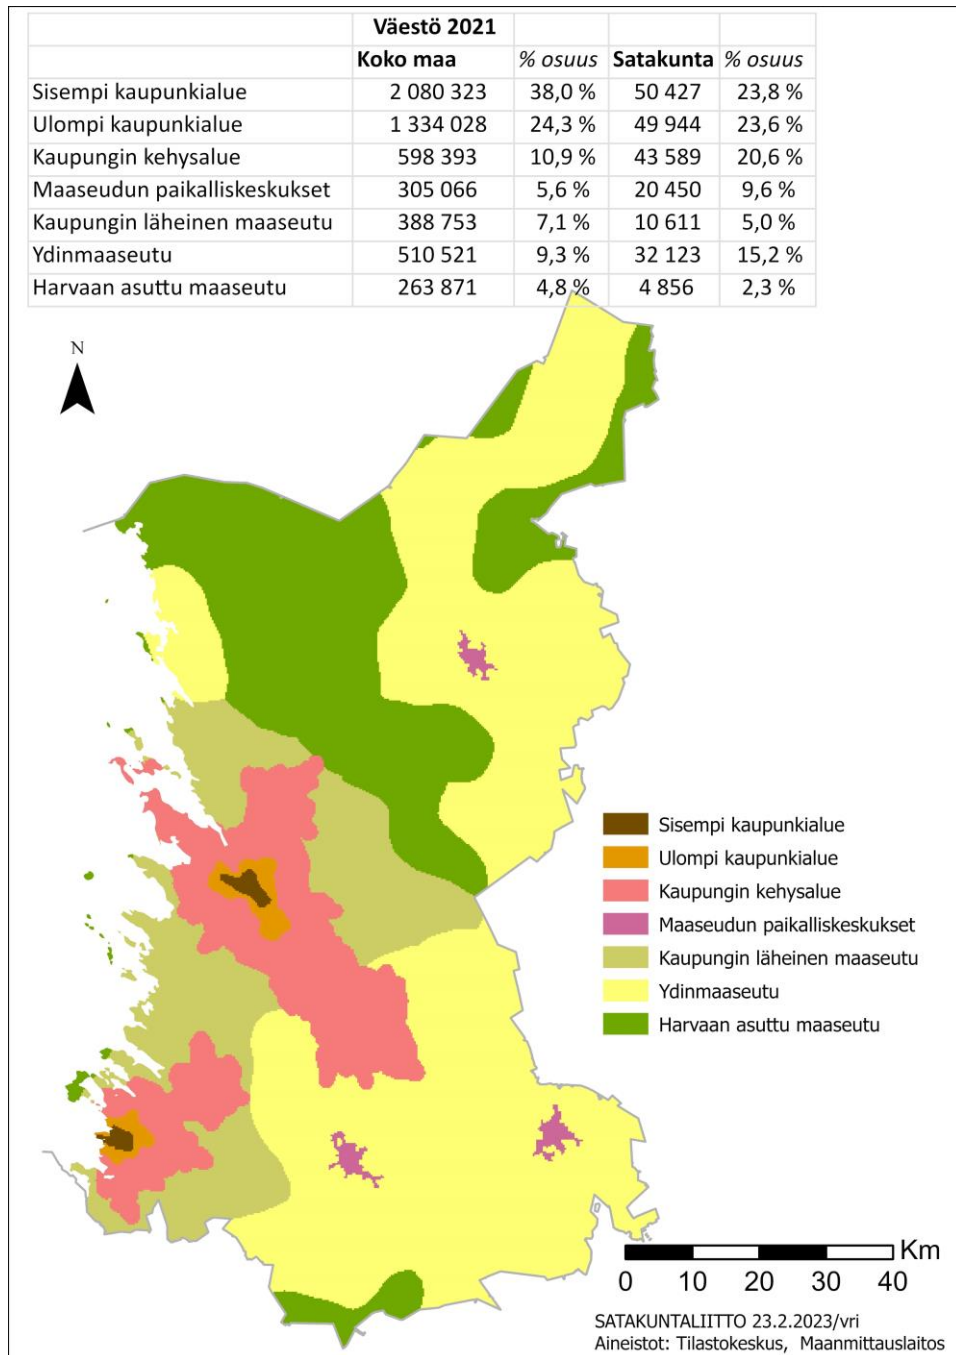 Väestö 2021
Koko maa % osuus Satakunta % osuus
Sisempi kaupunkialue 2 080 323 38,0 % 50 427 23,8 %
Ulompi kaupunkialue 1 334 028 24,3 % 49 944 23,6 %
Kaupungin kehysalue 598 393 10,9 % 43 589 20,6 %
Maaseudun paikalliskeskukset 305 066 5,6 % 20 450 9,6 %
Kaupungin läheinen maaseutu 388 753 7,1 % 10 611 5,0 %
Ydinmaaseutu 510 521 9,3 % 32 123 15,2 %
Harvaan asuttu maaseutu 263 871 4,8 % 4 856 2,3 %
N
Sisempi kaupunkialue
Ulompi kaupunkialue
Kaupungin kehysalue
Maaseudun paikalliskeskukset
Kaupungin läheinen maaseutu
Ydinmaaseutu
Harvaan asuttu maaseutu
Km
0 10 20 30 40
SATAKUNTALIITTO 23.2.2023/vri
Aineistot: Tilastokeskus, Maanmittauslaitos